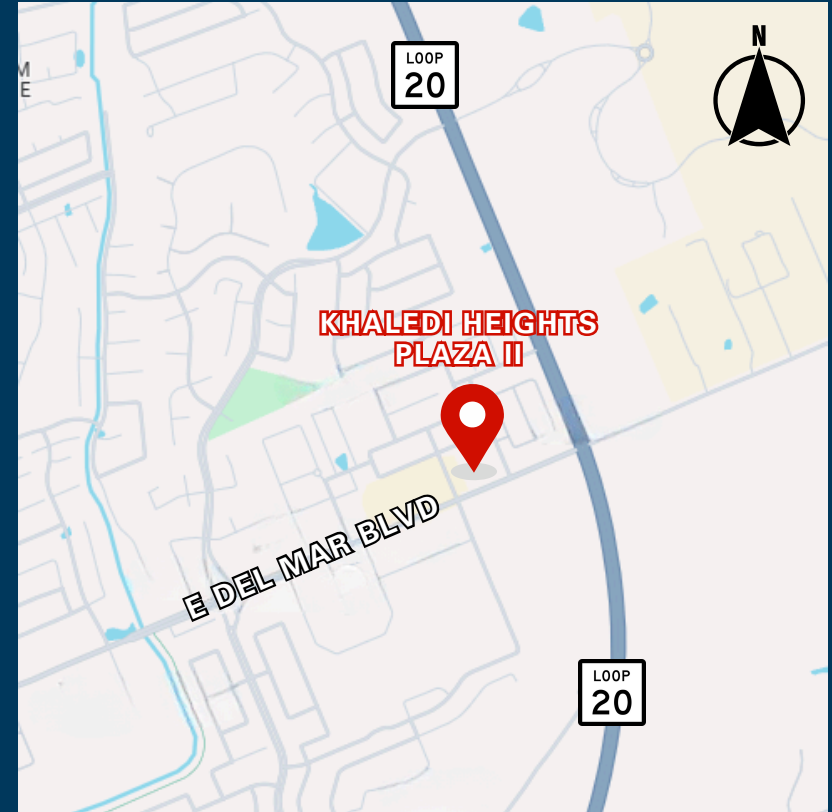 N
LOOP
20
M
E
KHALEDI HEIGHTS
PLAZA II
E DEL MAR BLVD
LOOP
20